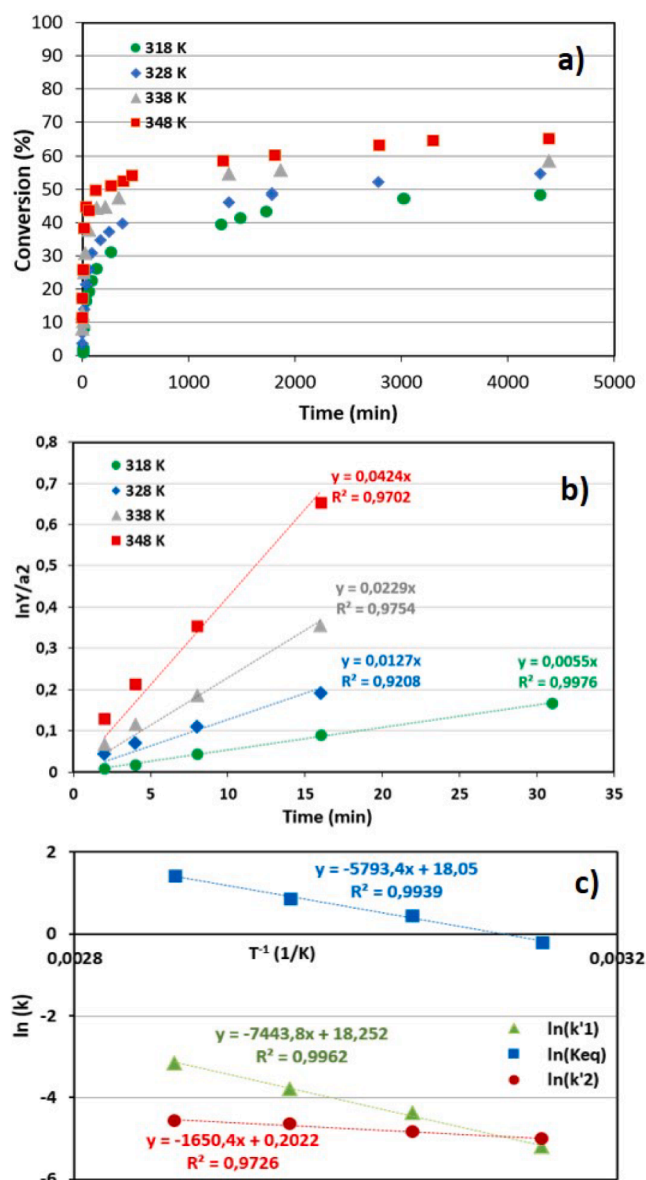 a)
100
90
80
70
60
50
40
30
20
10
0
Conversion (%)
318 K
328 K
338 K
348 K
0
1000
2000
3000
4000
5000
Time (min)
b)
0,8
0,7
0,6
0,5
0,4
0,3
0,2
0,1
0
lnY/a2
318 K
328 K
338 K
348 K
y = 0,0424x
R² = 0,9702
y = 0,0229x
R² = 0,9754
y = 0,0127x
R² = 0,9208
y = 0,0055x
R² = 0,9976
0
5
10
15
20
25
30
35
Time (min)
c)
2
0
-2
-4
-6
ln (k)
y = -5793,4x + 18,05
R² = 0,9939
0,0028
T⁻¹ (1/K)
0,0032
y = -7443,8x + 18,252
R² = 0,9962
ln(k'1)
ln(Keq)
ln(k'2)
y = -1650,4x + 0,2022
R² = 0,9726